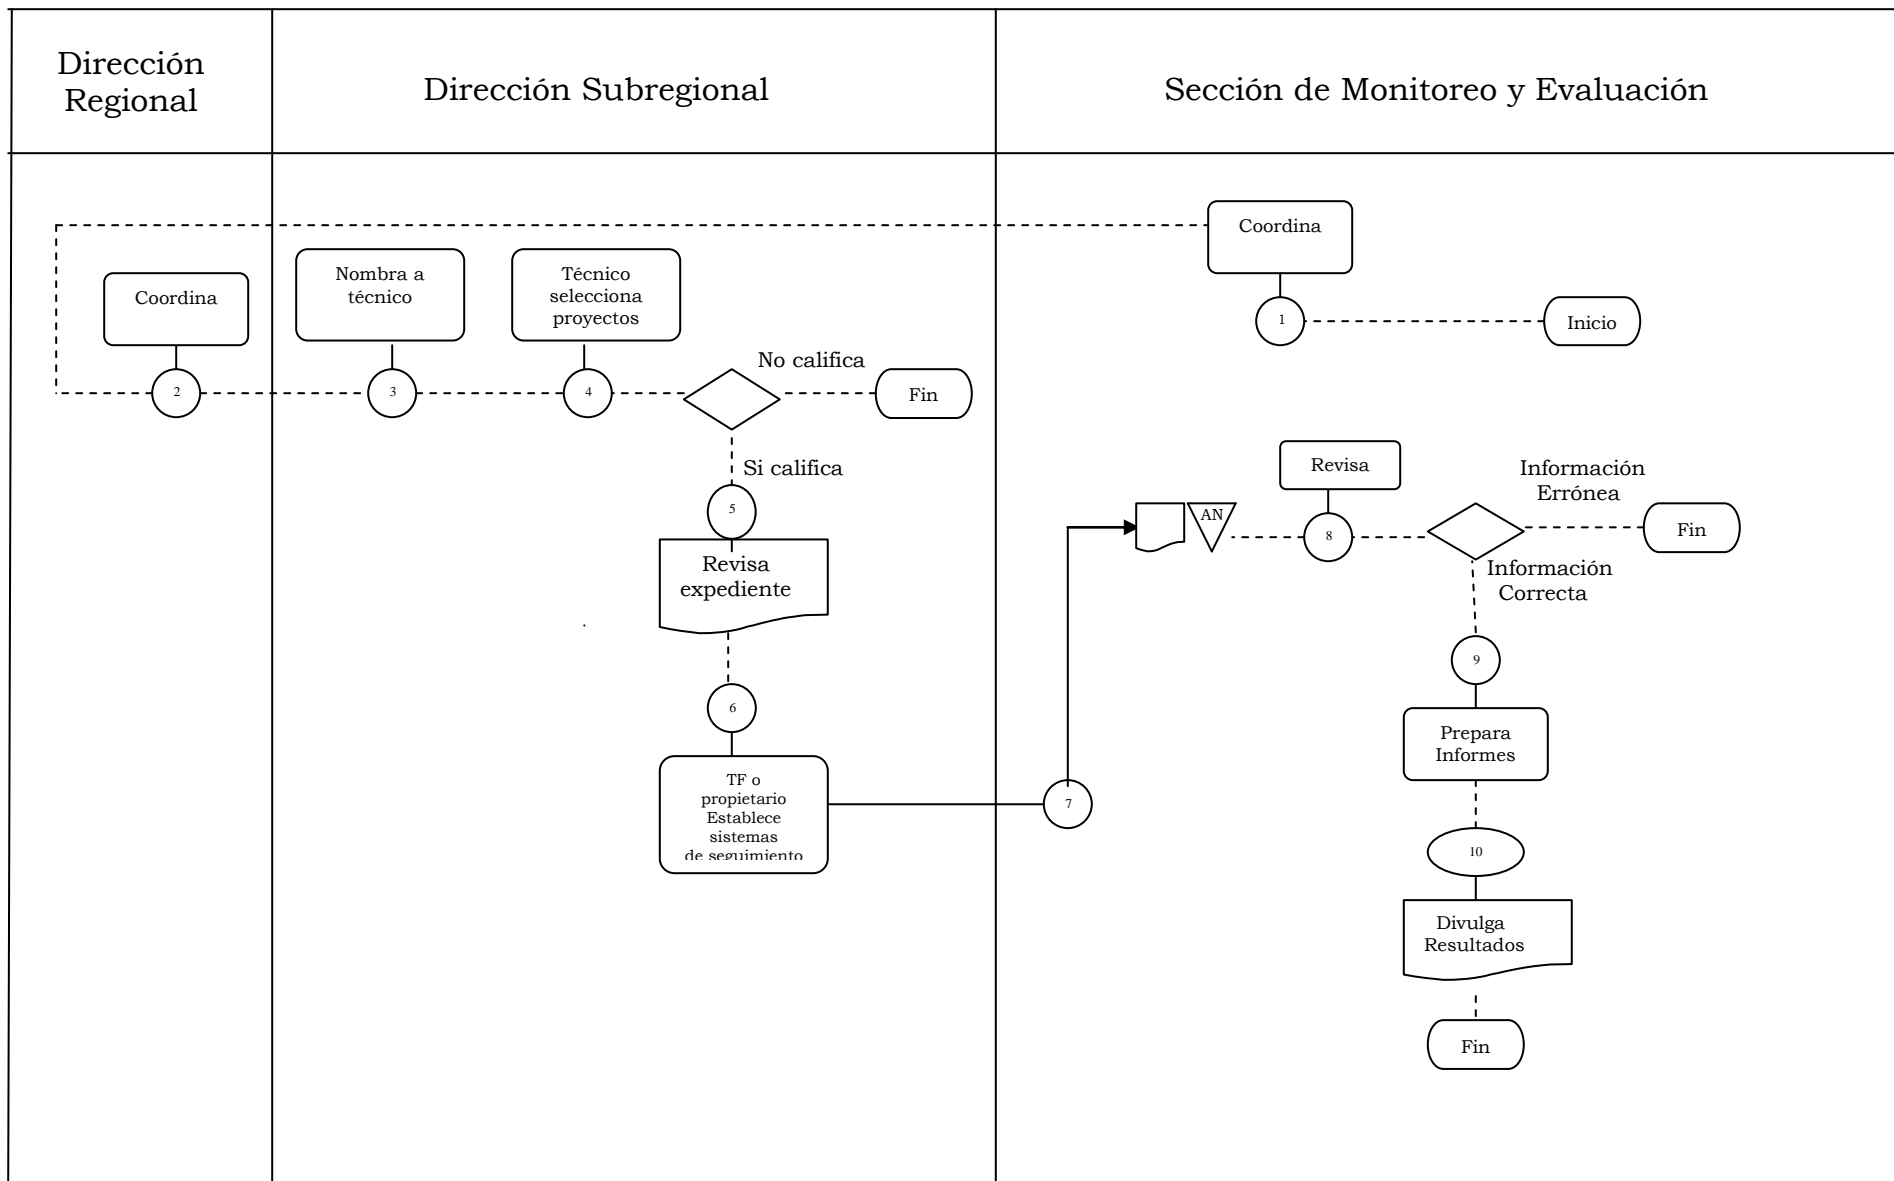 Dirección
Regional
Dirección Subregional
Sección de Monitoreo y Evaluación
Coordina
1
Inicio
Coordina
2
Nombra a
técnico
3
Técnico
selecciona
proyectos
4
No califica
Fin
Si califica
5
Revisa
expediente
6
TF o
propietario
Establece
sistemas
de seguimiento
7
AN
Revisa
8
Información
Errónea
Fin
Información
Correcta
9
Prepara
Informes
10
Divulga
Resultados
Fin